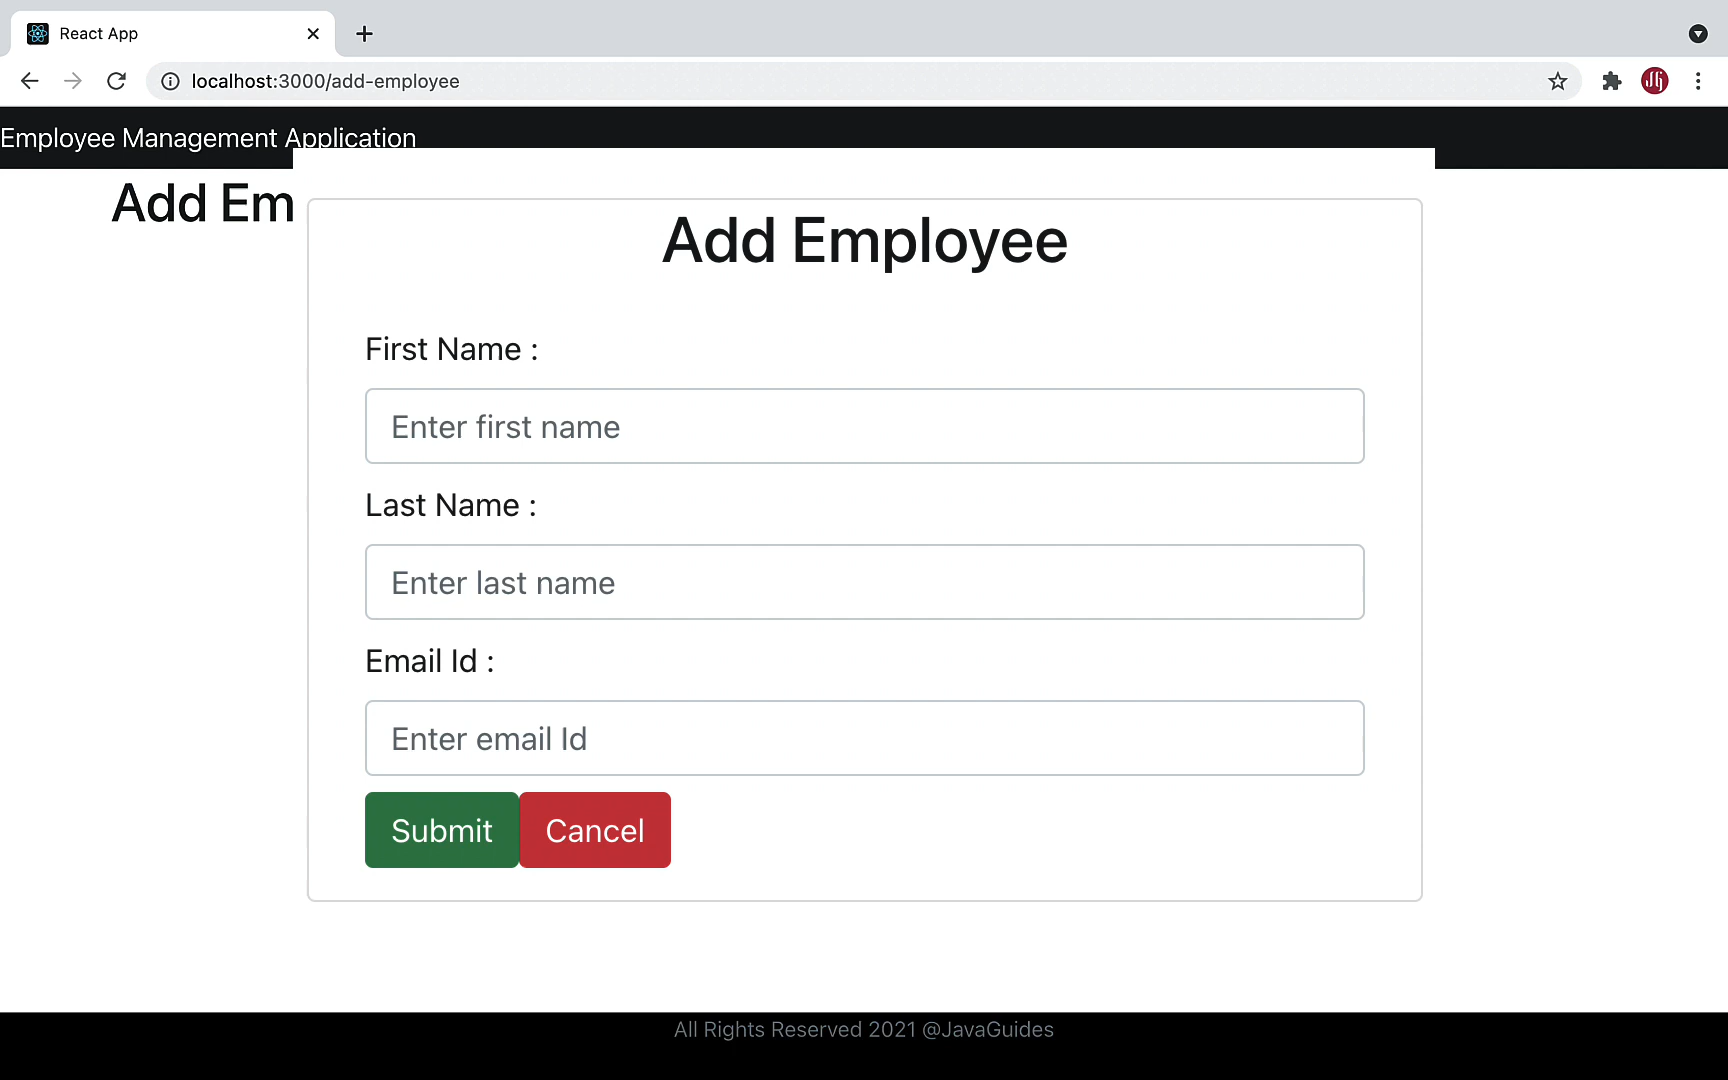 React App
localhost:3000/add-employee
Employee Management Application
Add Em
Add Employee
First Name :
Enter first name
Last Name :
Enter last name
Email Id :
Enter email Id
Submit Cancel
All Rights Reserved 2021 @JavaGuides